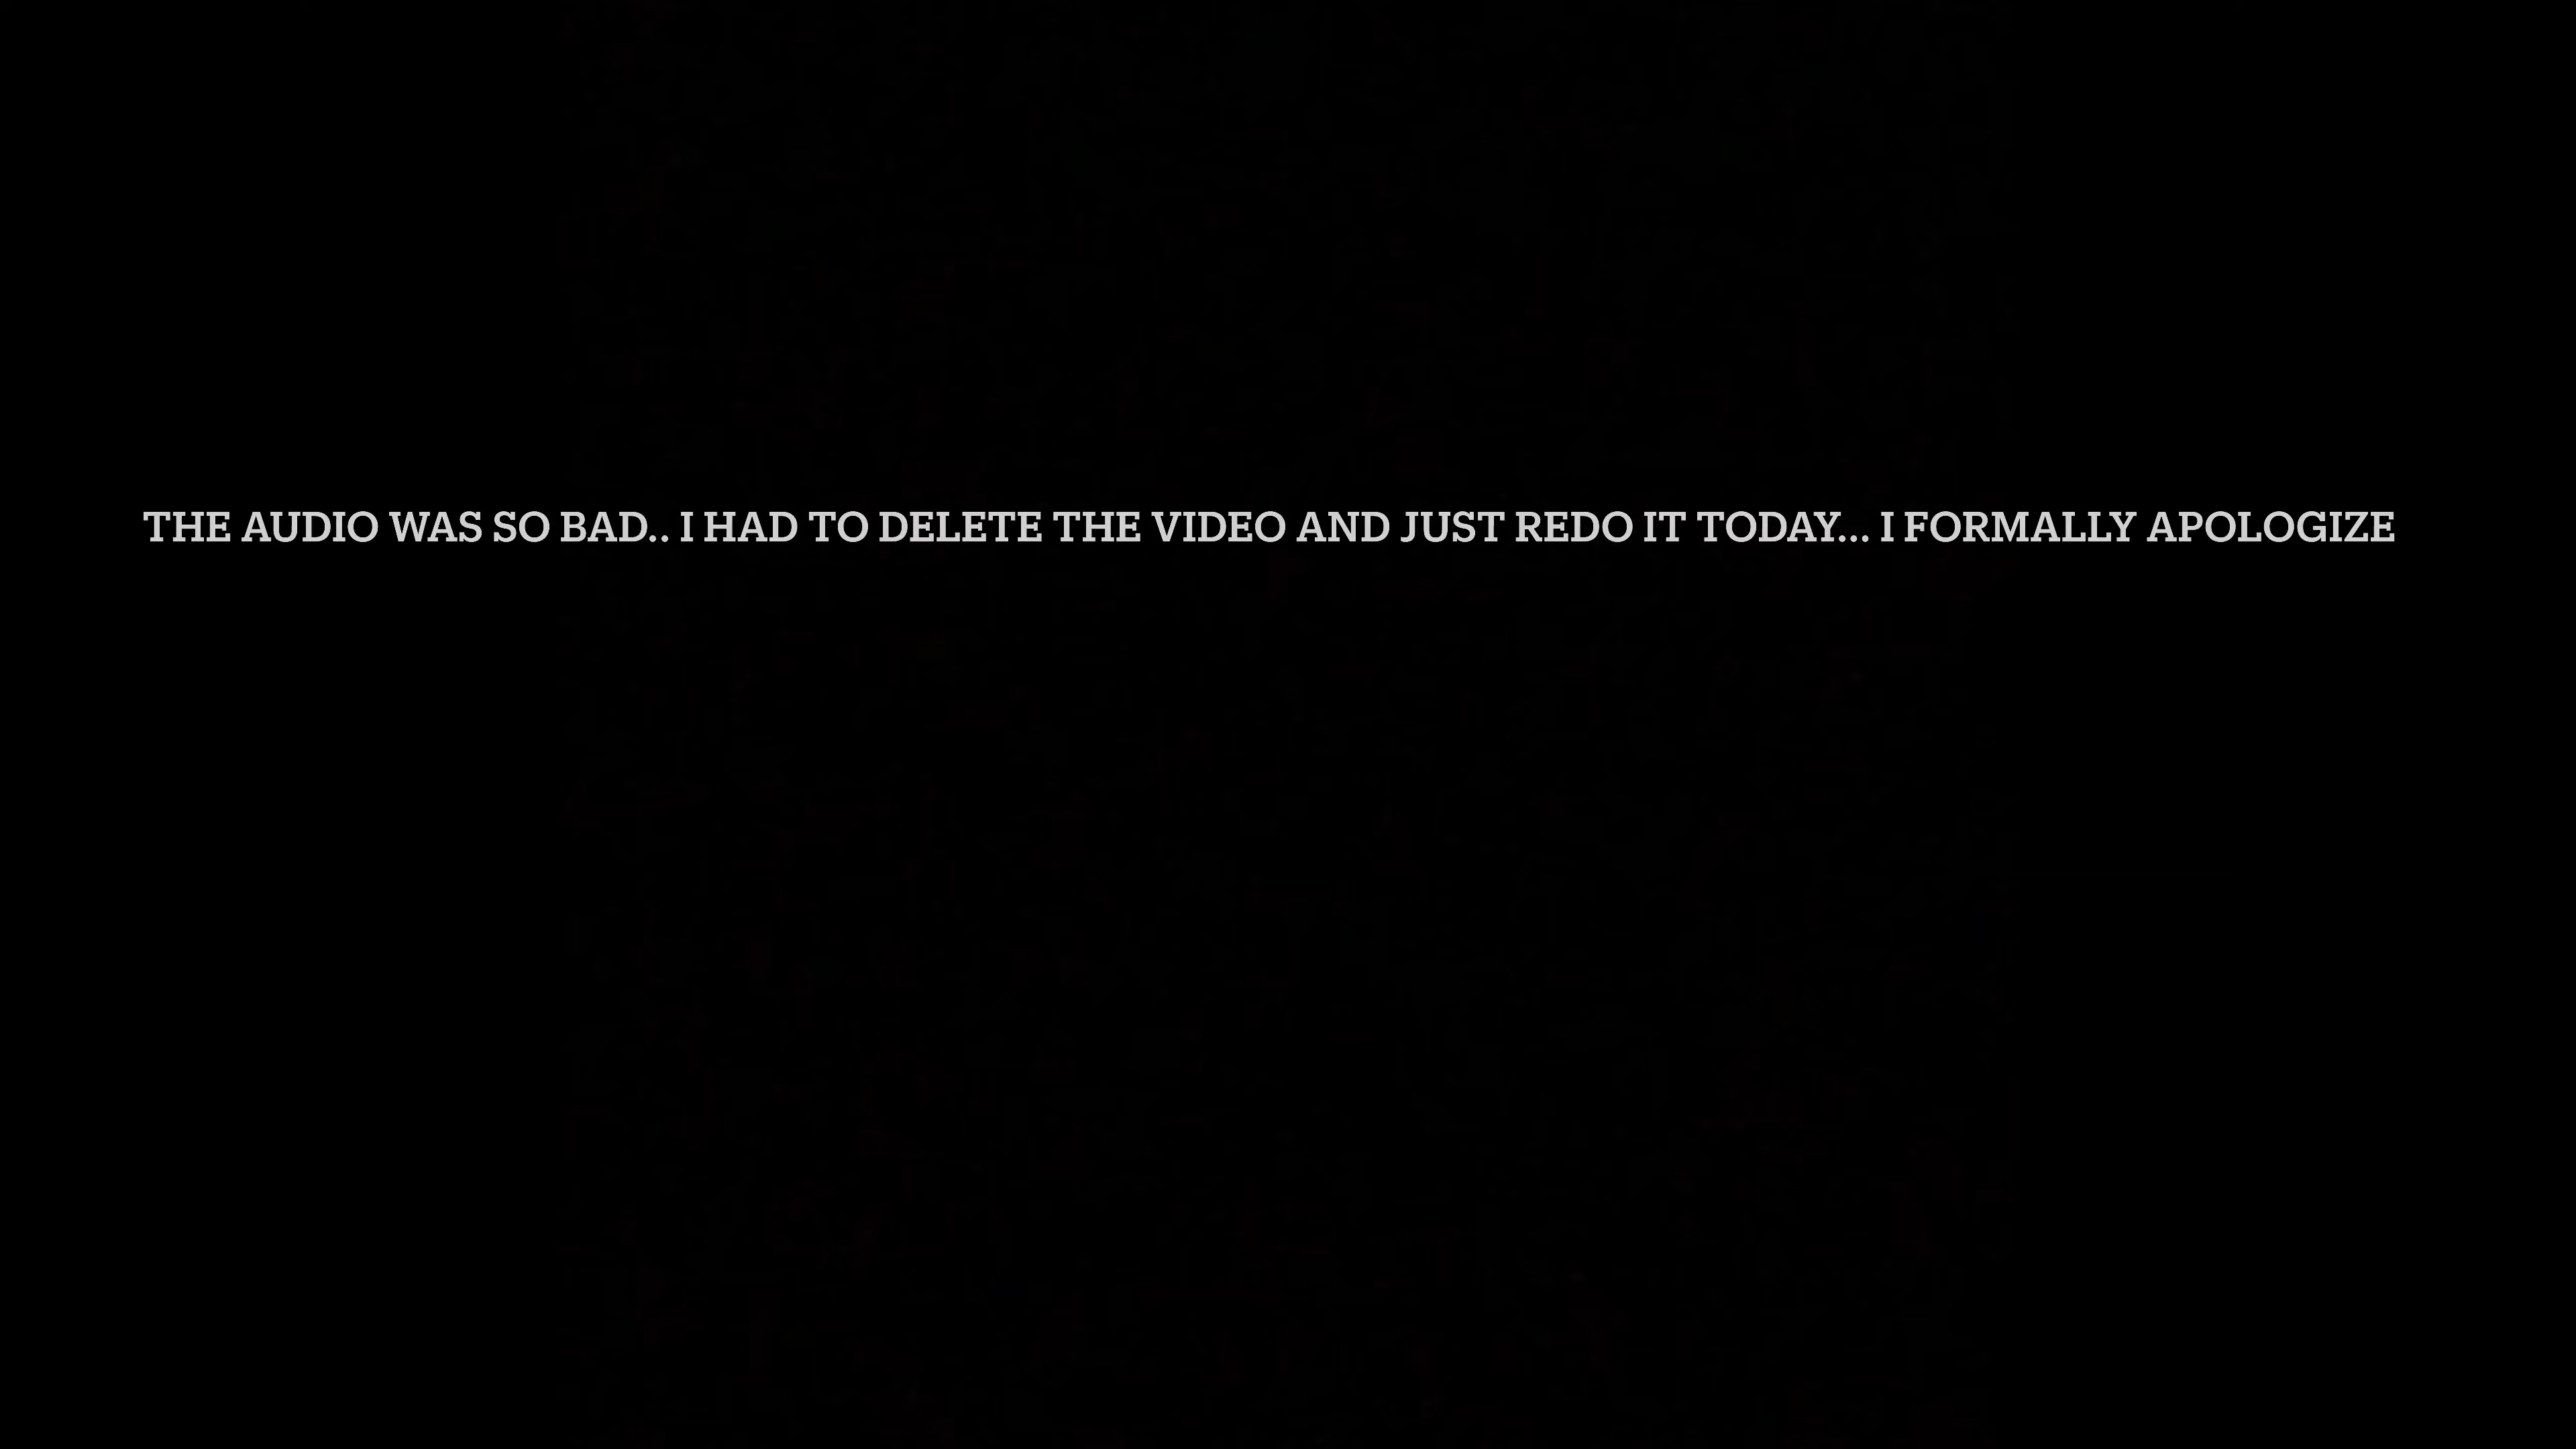 THE AUDIO WAS SO BAD.. I HAD TO DELETE THE VIDEO AND JUST REDO IT TODAY... I FORMALLY APOLOGIZE